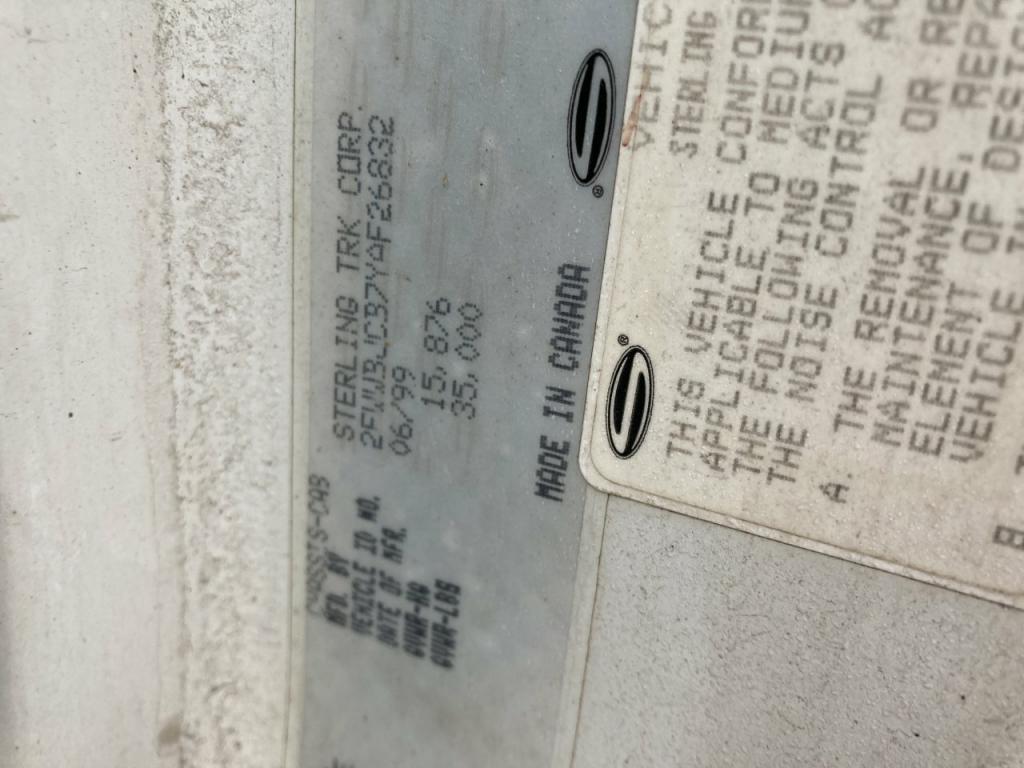 CHASSIS-CAB
MFD. BY STERLING TRK CORP.
VEHICLE ID NO. 2FWWBJCB7YAF26832
DATE OF MFR. 06/99
GVWR-KG 15,876
GVWR-LBS 35,000
MADE IN CANADA
VEHIC
STERLING
THIS VEHICLE CONFOR
APPLICABLE TO MEDIUM
THE FOLLOWING ACTS
THE NOISE CONTROL
A. THE REMOVAL OR RE
MAINTENANCE, REPA
ELEMENT OF DESIG
VEHICLE IN